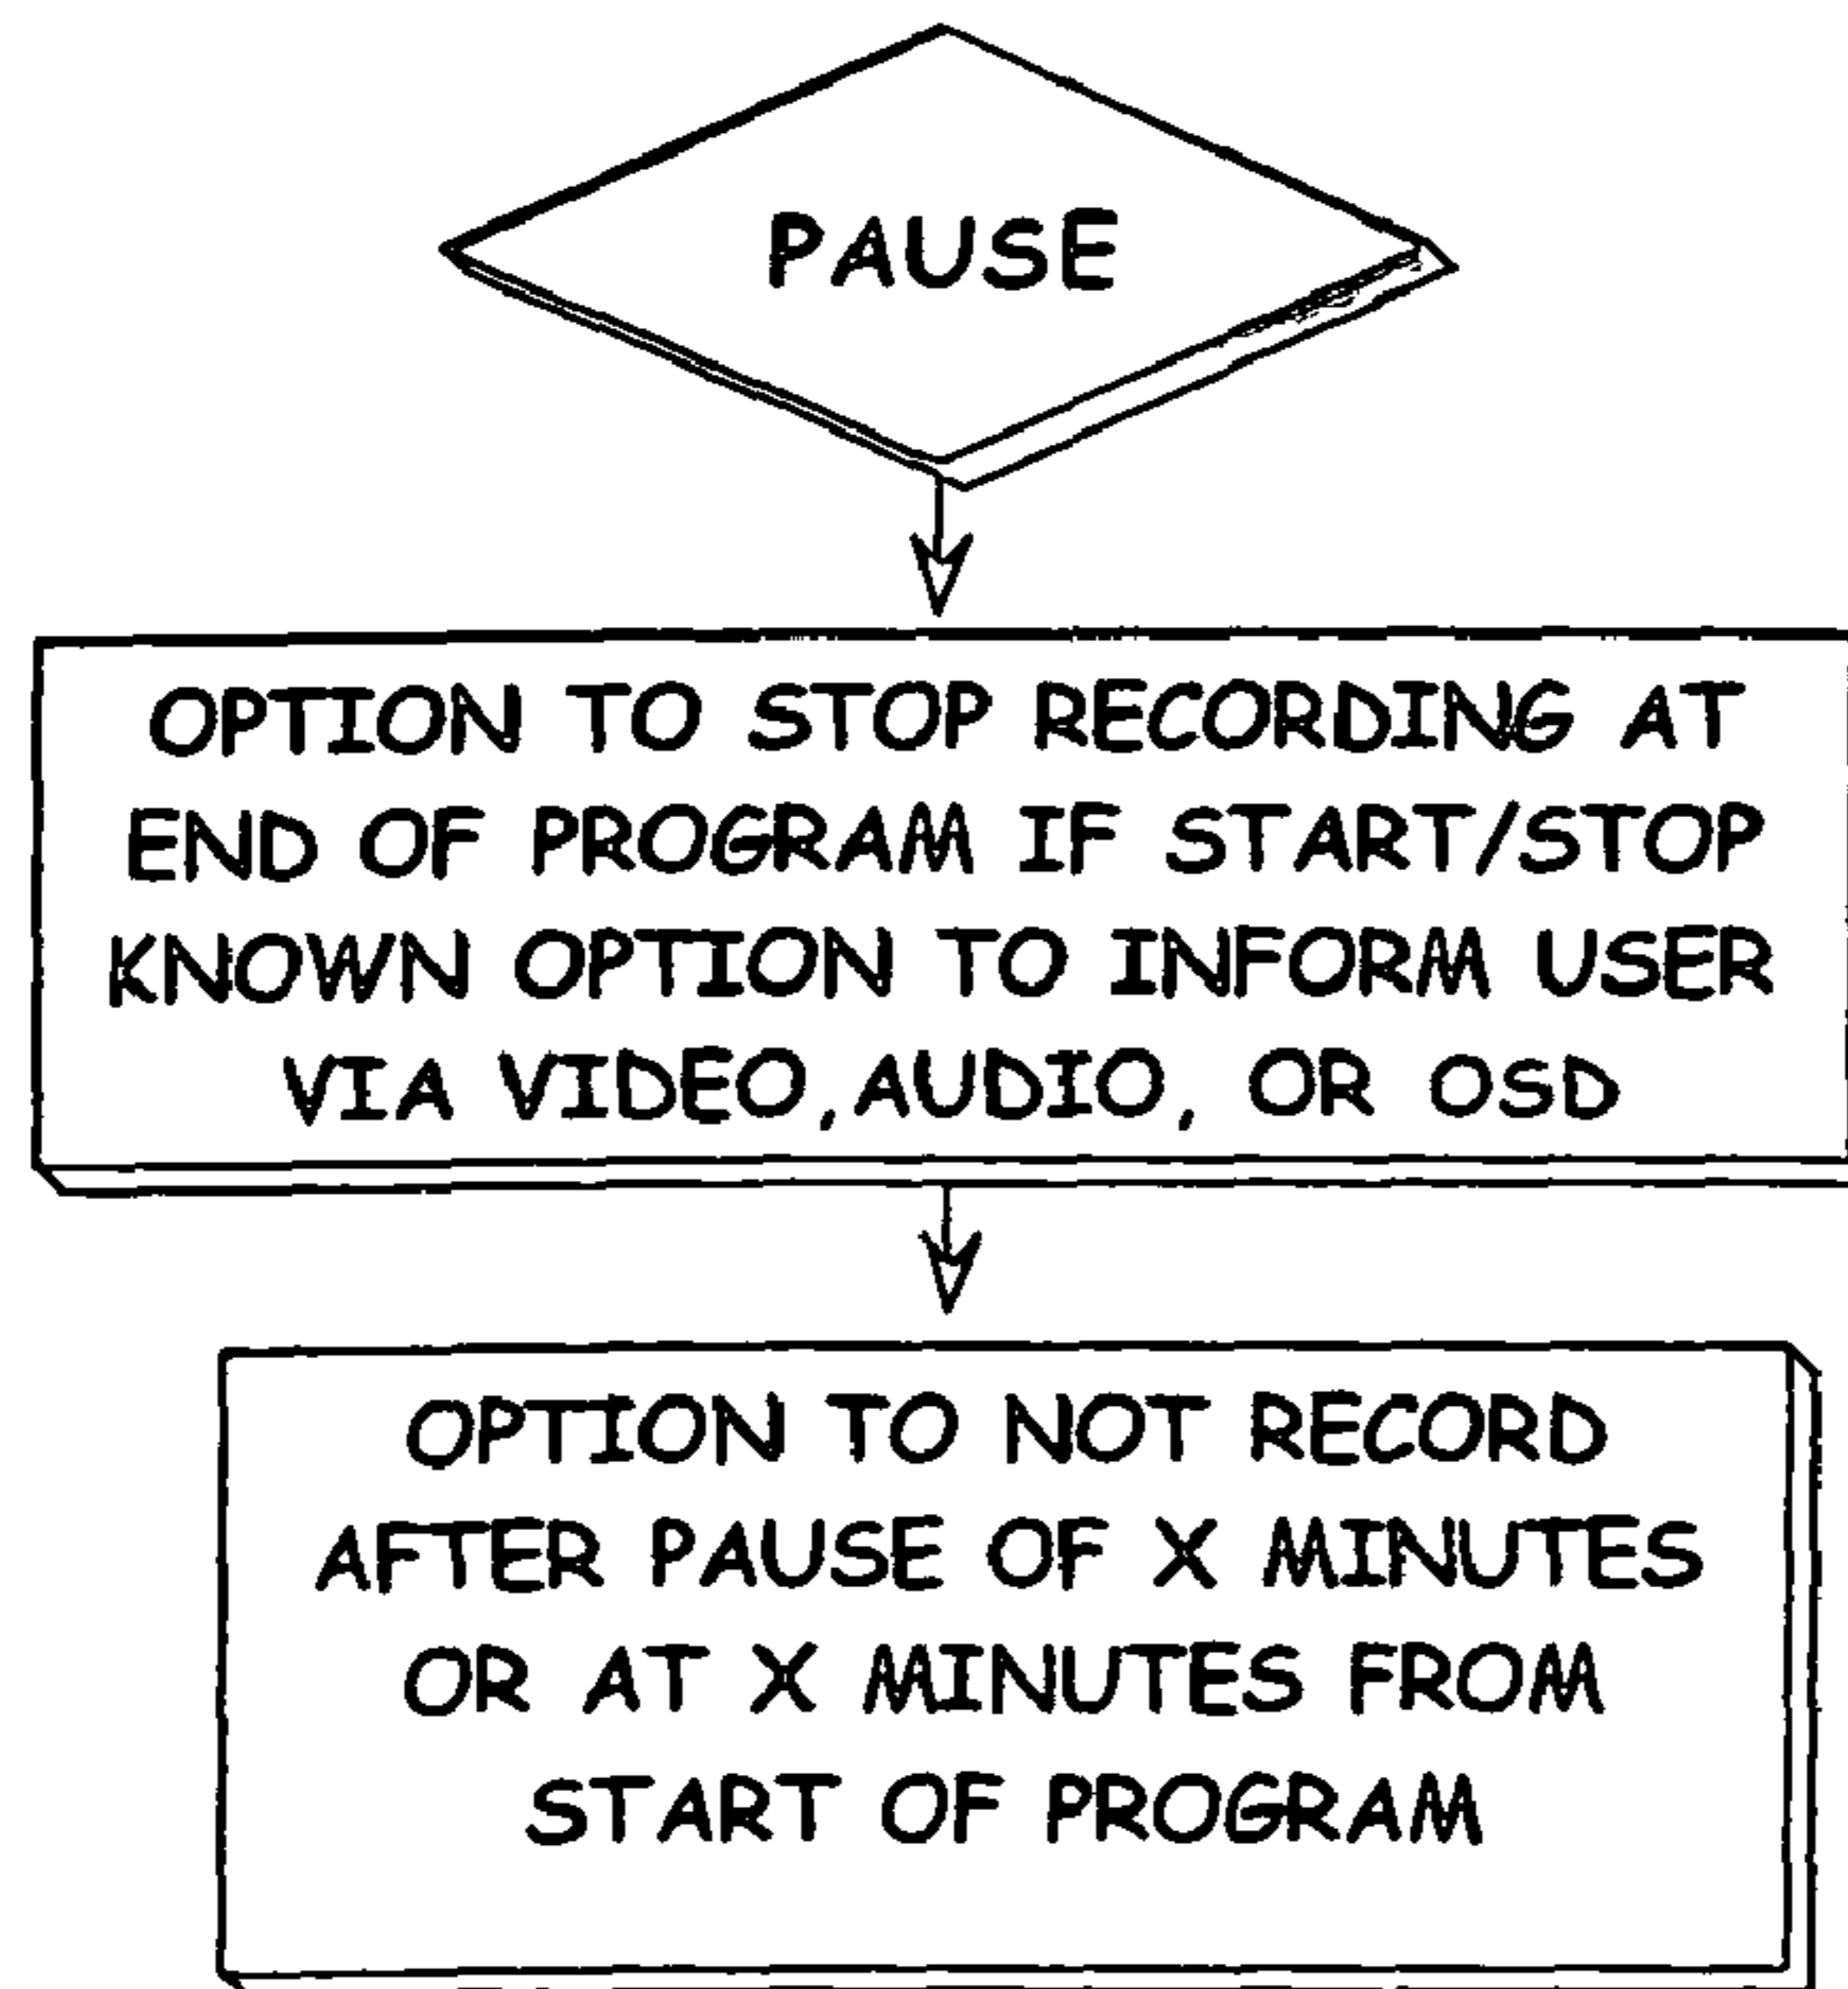 PAUSE
OPTION TO STOP RECORDING AT
END OF PROGRAM IF START/STOP
KNOWN OPTION TO INFORM USER
VIA VIDEO, AUDIO, OR OSD
OPTION TO NOT RECORD
AFTER PAUSE OF X MINUTES
OR AT X MINUTES FROM
START OF PROGRAM